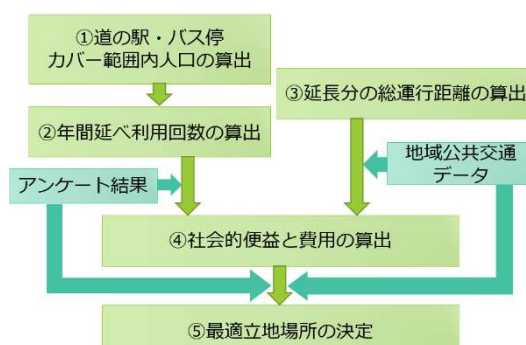 ①道の駅・バス停
カバー範囲内人口の算出
②年間延べ利用回数の算出
③延長分の総運行距離の算出
アンケート結果
地域公共交通
データ
④社会的便益と費用の算出
⑤最適立地場所の決定